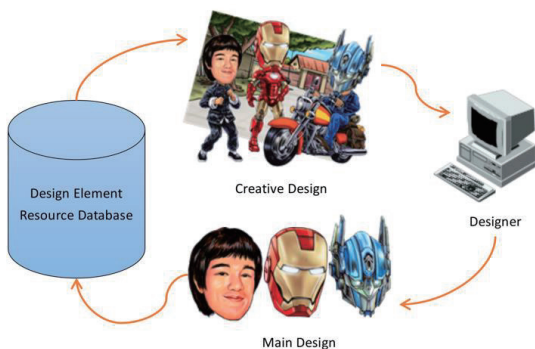 Design Element
Resource Database
Creative Design
Designer
Main Design